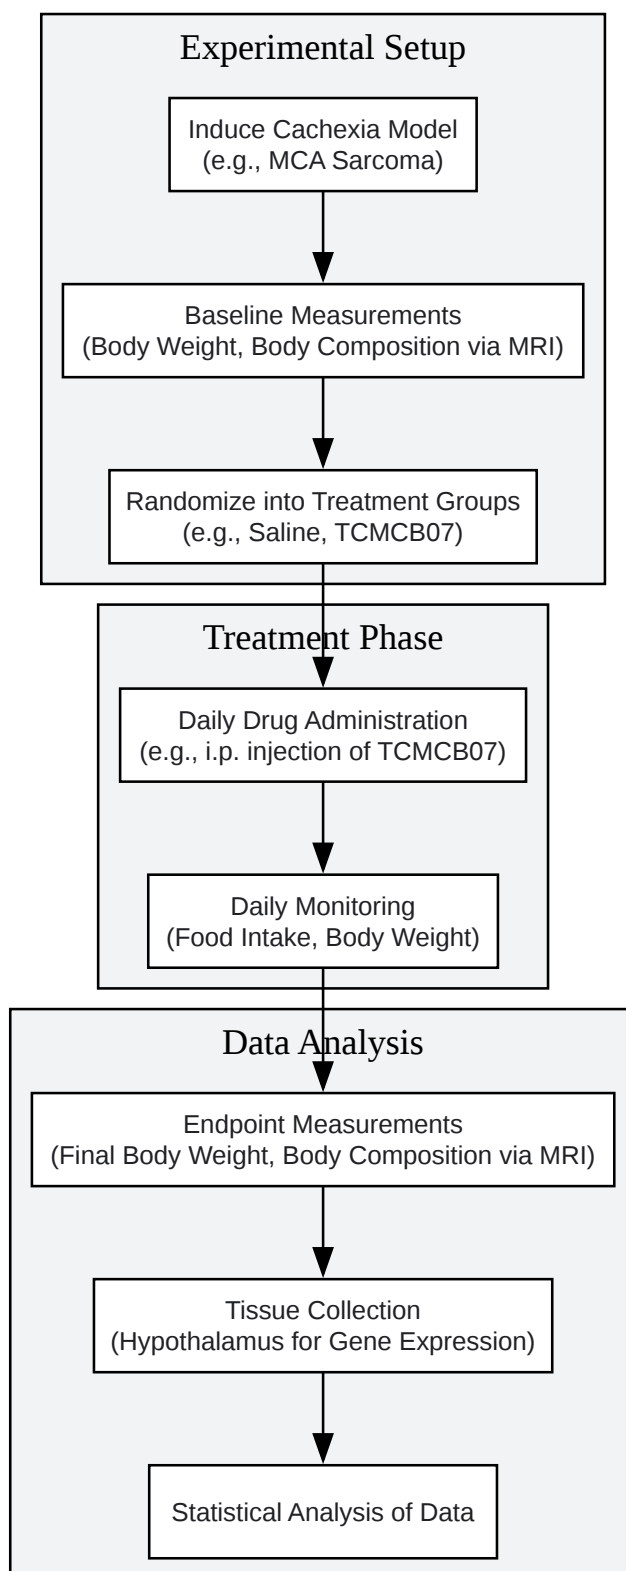 Experimental Setup
Induce Cachexia Model
(e.g., MCA Sarcoma)
Baseline Measurements
(Body Weight, Body Composition via MRI)
Randomize into Treatment Groups
(e.g., Saline, TCMCB07)
Treatment Phase
Daily Drug Administration
(e.g., i.p. injection of TCMCB07)
Daily Monitoring
(Food Intake, Body Weight)
Data Analysis
Endpoint Measurements
(Final Body Weight, Body Composition via MRI)
Tissue Collection
(Hypothalamus for Gene Expression)
Statistical Analysis of Data